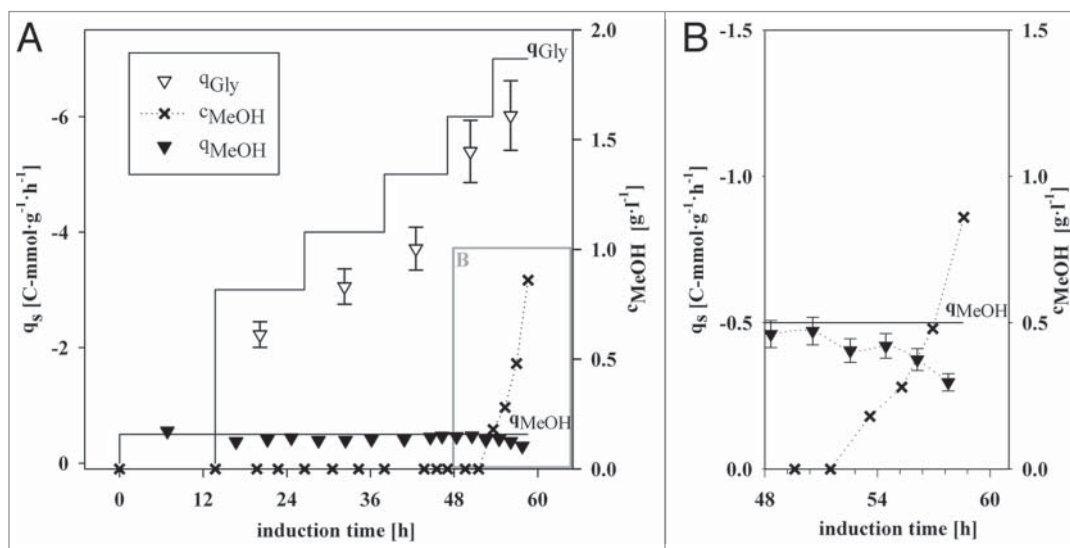 A
qGly
qGly
cMeOH
qMeOH
qs [C-mmol·g-1·h-1]
-6
-4
-2
0
2.0
1.5
1.0
0.5
0.0
cMeOH [g·l-1]
B
qMeOH
0 12 24 36 48 60
induction time [h]
B
qs [C-mmol·g-1·h-1]
-1.5
-1.0
-0.5
0.0
1.5
1.0
0.5
0.0
cMeOH [g·l-1]
qMeOH
48 54 60
induction time [h]